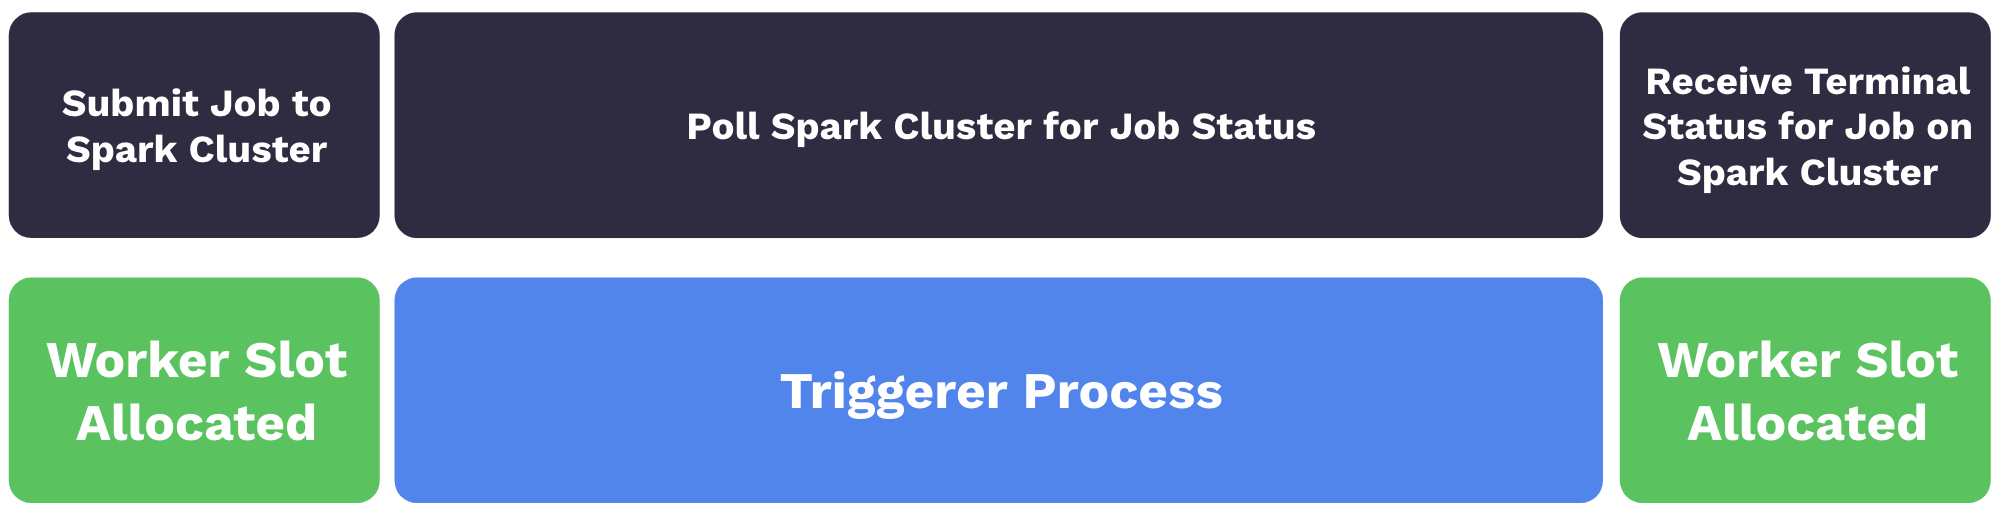 Submit Job to
Spark Cluster
Poll Spark Cluster for Job Status
Receive Terminal
Status for Job on
Spark Cluster
Worker Slot
Allocated
Triggerer Process
Worker Slot
Allocated